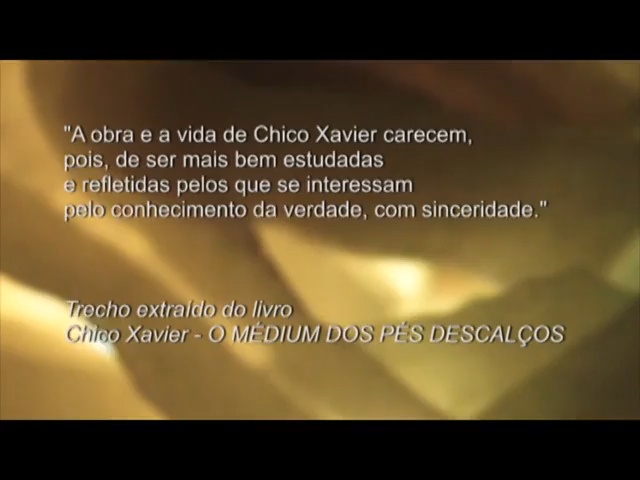 "A obra e a vida de Chico Xavier carecem,
pois, de ser mais bem estudadas
e refletidas pelos que se interessam
pelo conhecimento da verdade, com sinceridade."
Trecho extraído do livro
Chico Xavier - O MÉDIUM DOS PÉS DESCALÇOS